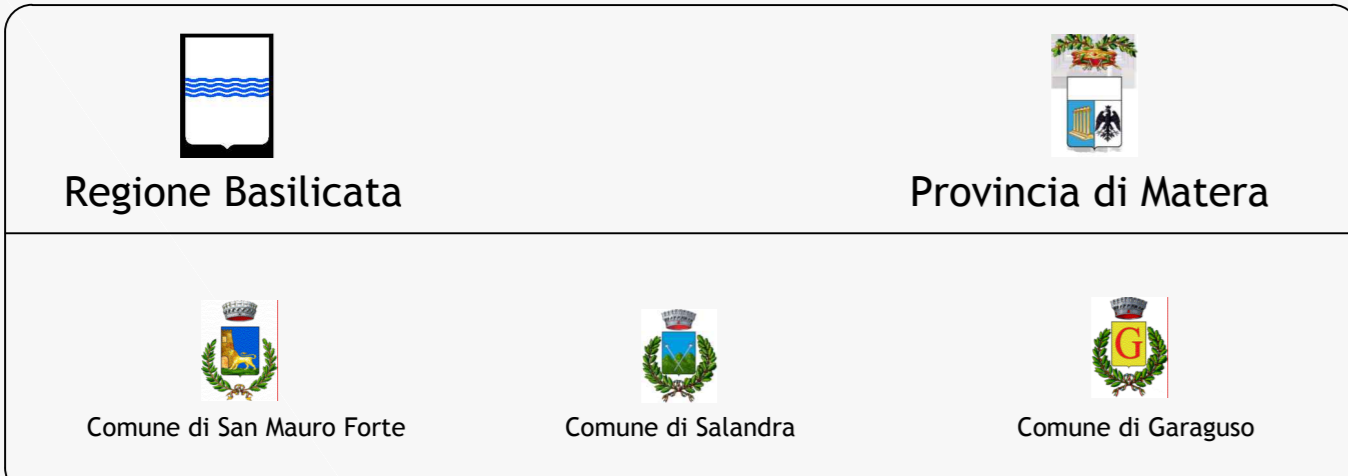 Regione Basilicata
Provincia di Matera
G
Comune di San Mauro Forte
Comune di Salandra
Comune di Garaguso